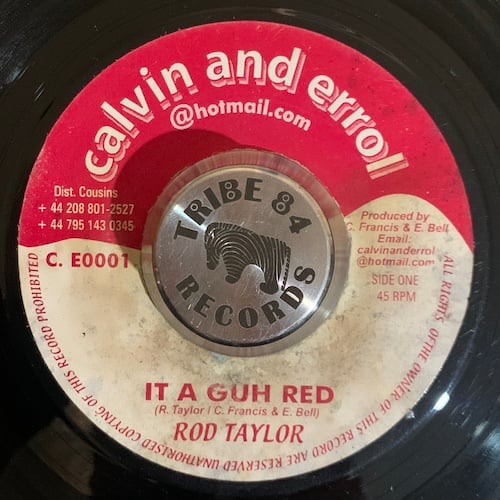 calvin and errol
@hotmail.com
Dist. Cousins
+ 44 208 801-2527
+ 44 795 143 0345
C. E0001
Produced by
C. Francis & E. Bell
Email:
calvinanderrol
@hotmail.com
SIDE ONE
45 RPM
TRIBE 84
RECORDS
IT A GUH RED
(R. Taylor / C. Francis & E. Bell)
ROD TAYLOR
ALL RIGHTS OF THE OWNER OF THIS RECORD ARE RESERVED UNAUTHORISED COPYING OF THIS RECORD PROHIBITED